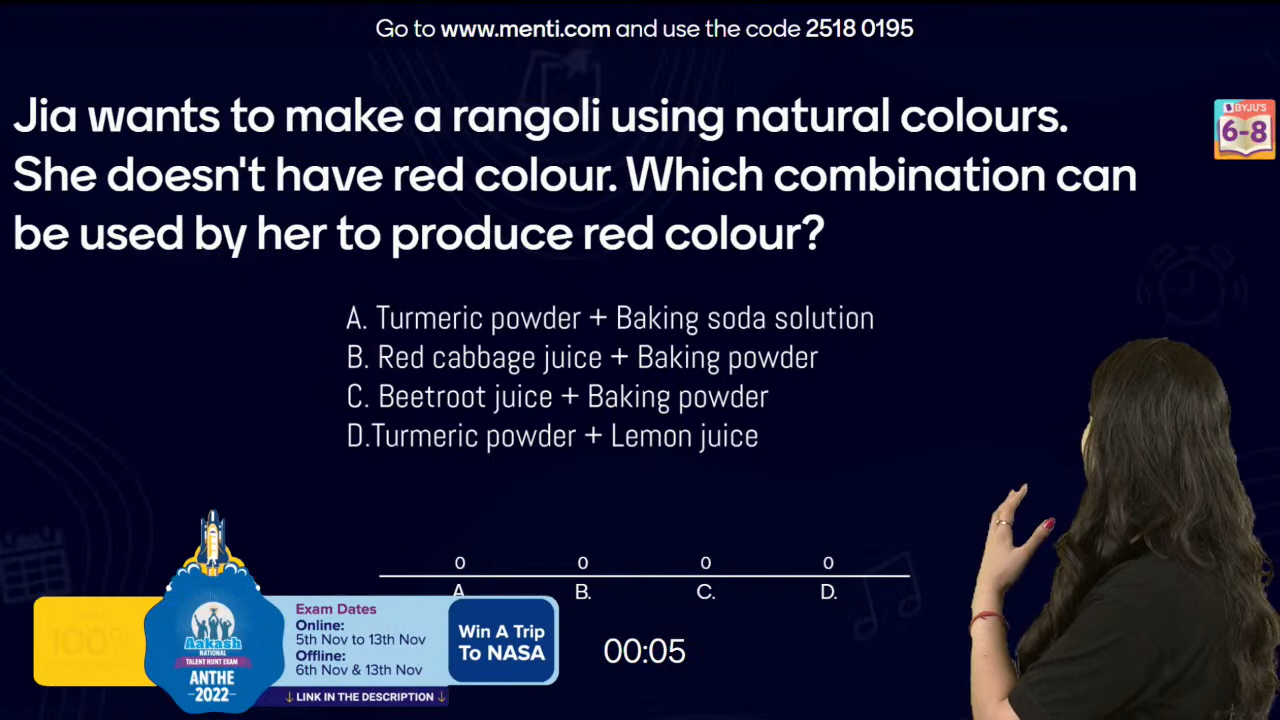 Go to www.menti.com and use the code 2518 0195
Jia wants to make a rangoli using natural colours.
She doesn't have red colour. Which combination can
be used by her to produce red colour?
BYJU'S
6-8
A. Turmeric powder + Baking soda solution
B. Red cabbage juice + Baking powder
C. Beetroot juice + Baking powder
D.Turmeric powder + Lemon juice
0 0 0 0
A B. C. D.
00:05
100%
Aakash
NATIONAL
TALENT HUNT EXAM
ANTHE
-2022-
Exam Dates
Online:
5th Nov to 13th Nov
Offline:
6th Nov & 13th Nov
↓ LINK IN THE DESCRIPTION ↓
Win A Trip
To NASA